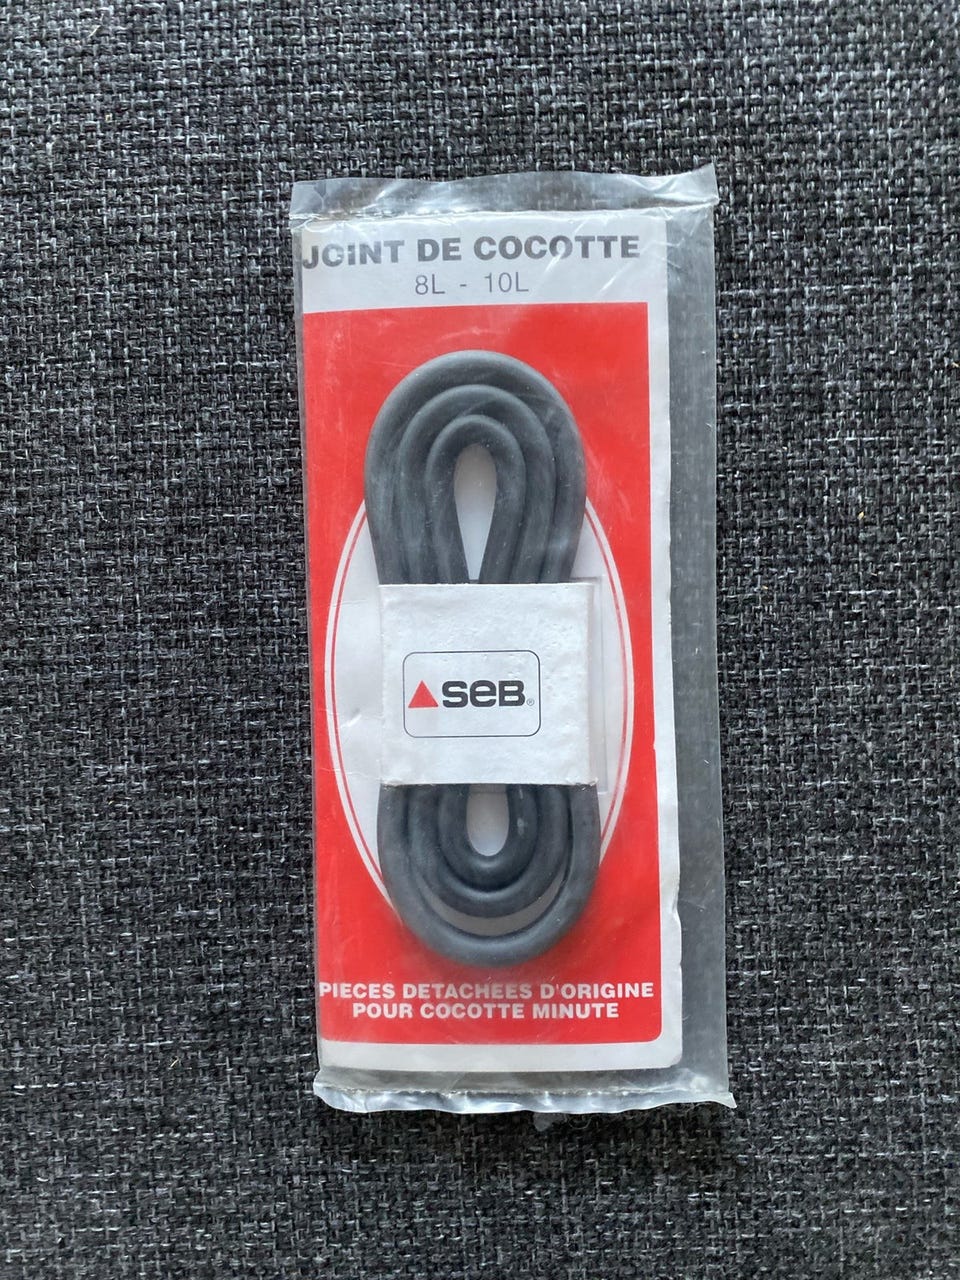 JOINT DE COCOTTE
8L - 10L
SEB®
PIECES DETACHEES D'ORIGINE
POUR COCOTTE MINUTE